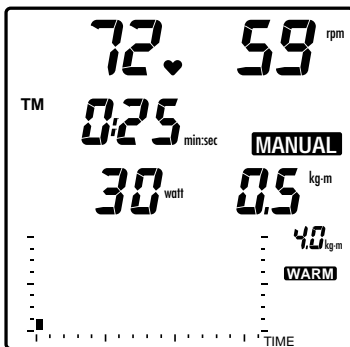 72 59 rpm
TM 0:25 min:sec
MANUAL
30 watt 0.5 kg-m
4.0 kg-m
WARM
TIME